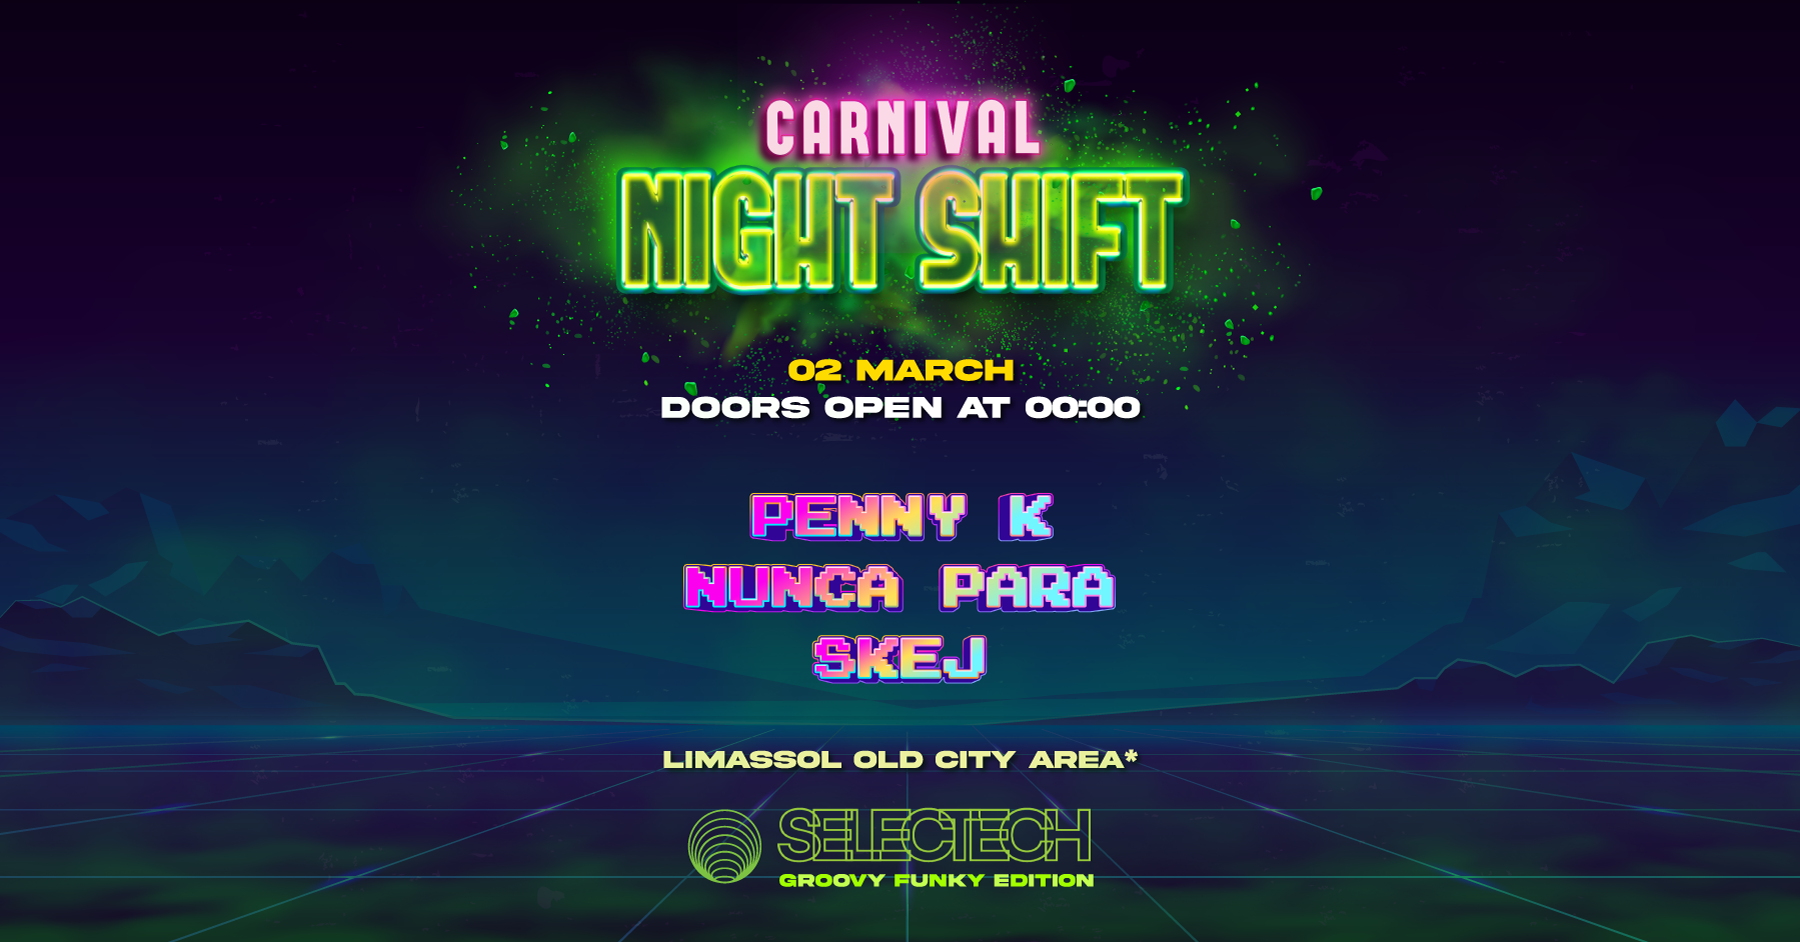 CARNIVAL
NIGHT SHIFT
02 MARCH
DOORS OPEN AT 00:00
PENNY K
NUNCA PARA
SKEJ
LIMASSOL OLD CITY AREA*
SELECTECH
GROOVY FUNKY EDITION